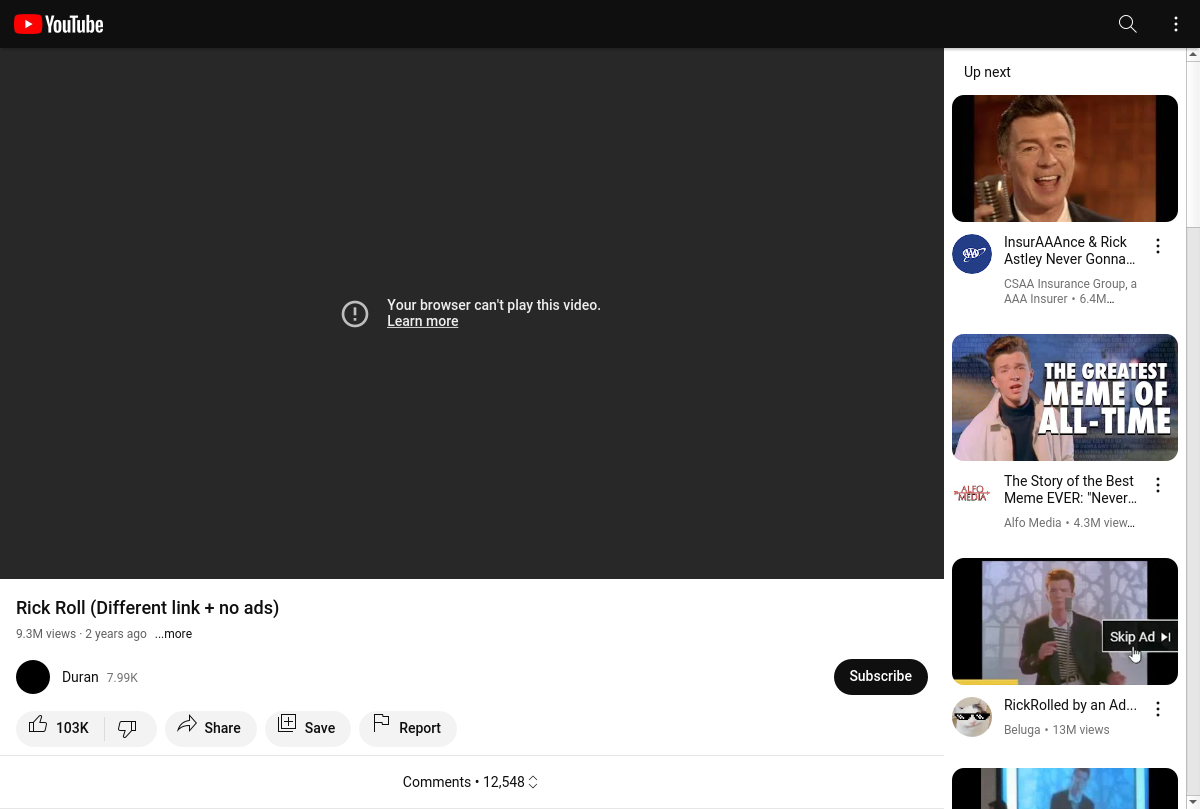 YouTube
Your browser can't play this video.
Learn more
Rick Roll (Different link + no ads)
9.3M views · 2 years ago ...more
Duran 7.99K
Subscribe
103K
Share
Save
Report
Comments • 12,548
Up next
InsurAAAnce & Rick
Astley Never Gonna...
CSAA Insurance Group, a
AAA Insurer • 6.4M...
THE GREATEST
MEME OF
ALL-TIME
ALFO
MEDIA
The Story of the Best
Meme EVER: "Never...
Alfo Media • 4.3M view...
Skip Ad
RickRolled by an Ad...
Beluga • 13M views